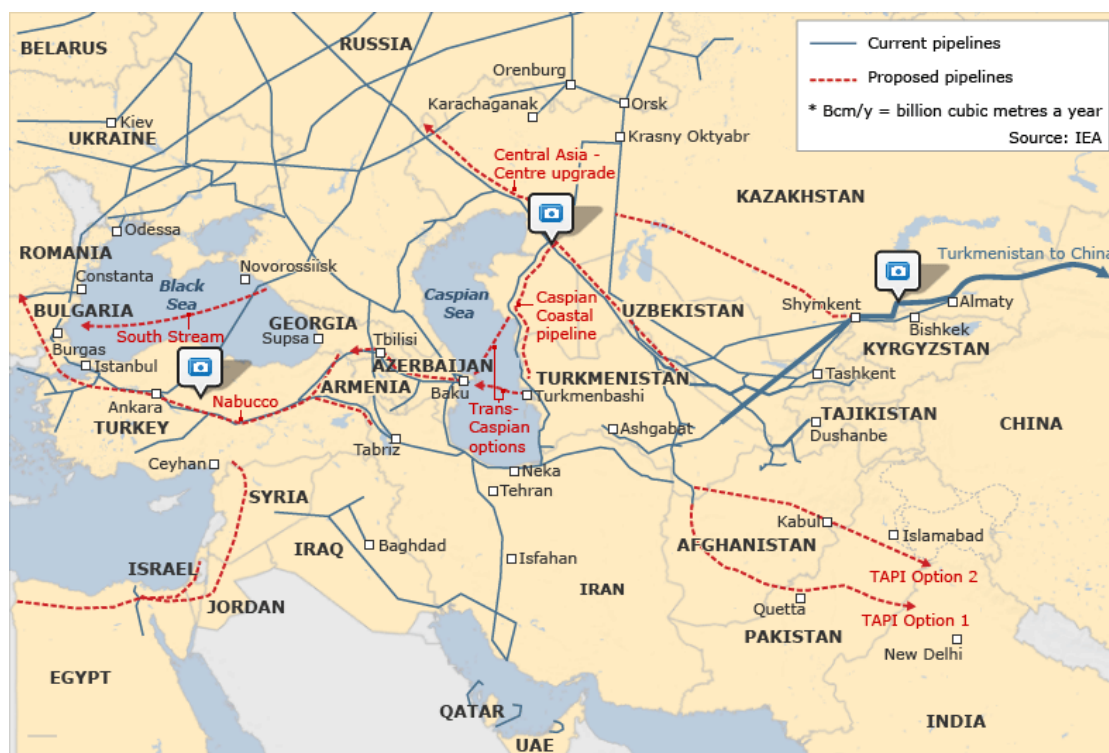 BELARUS
RUSSIA
Current pipelines
Proposed pipelines
* Bcm/y = billion cubic metres a year
Source: IEA
Orenburg
Karachaganak
Orsk
Kiev
UKRAINE
Krasny Oktyabr
Central Asia -
Centre upgrade
KAZAKHSTAN
Odessa
ROMANIA
Constanta
Novorossiisk
Black
Sea
Caspian
Sea
Turkmenistan to China
BULGARIA
South Stream
GEORGIA
Supsa
Tbilisi
Caspian
Coastal
pipeline
UZBEKISTAN
Shymkent
Almaty
Bishkek
KYRGYZSTAN
Burgas
Istanbul
AZERBAIJAN
ARMENIA
Baku
TURKMENISTAN
Turkmenbashi
Tashkent
Ankara
TURKEY
Nabucco
Trans-
Caspian
options
TAJIKISTAN
Dushanbe
CHINA
Ashgabat
Tabriz
Ceyhan
Neka
Tehran
SYRIA
Kabul
Islamabad
IRAQ
Baghdad
Isfahan
AFGHANISTAN
ISRAEL
IRAN
TAPI Option 2
JORDAN
Quetta
TAPI Option 1
PAKISTAN
New Delhi
EGYPT
QATAR
UAE
INDIA